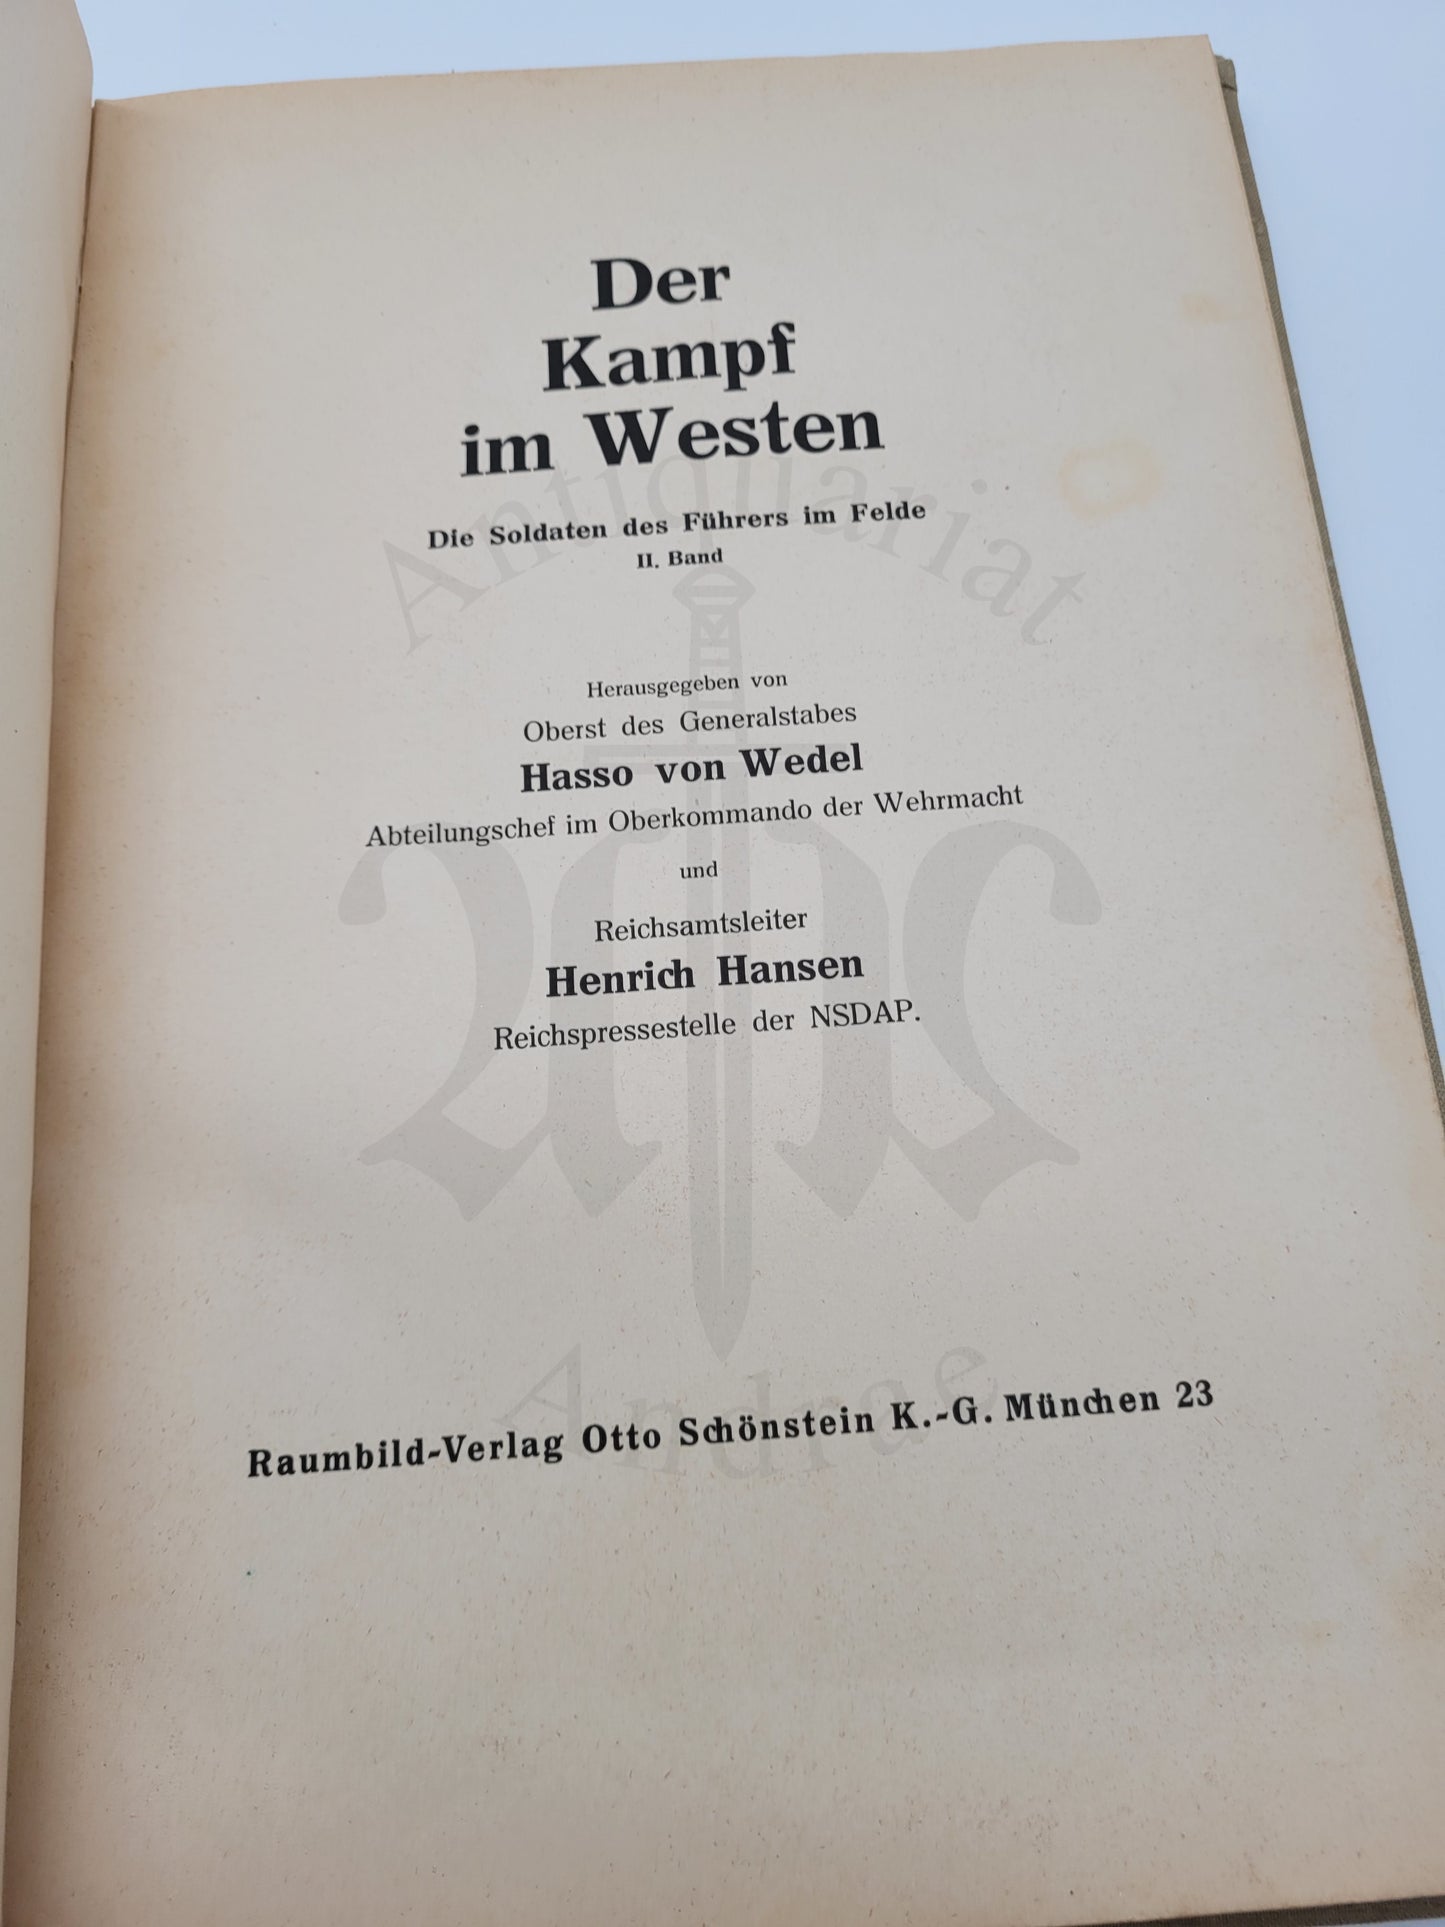 Der
Kampf
im Westen
Die Soldaten des Führers im Felde
II. Band
Antiquariat
Herausgegeben von
Oberst des Generalstabes
Hasso von Wedel
Abteilungschef im Oberkommando der Wehrmacht
und
Reichsamtsleiter
Henrich Hansen
Reichspressestelle der NSDAP.
Andrae
Raumbild-Verlag Otto Schönstein K.-G. München 23